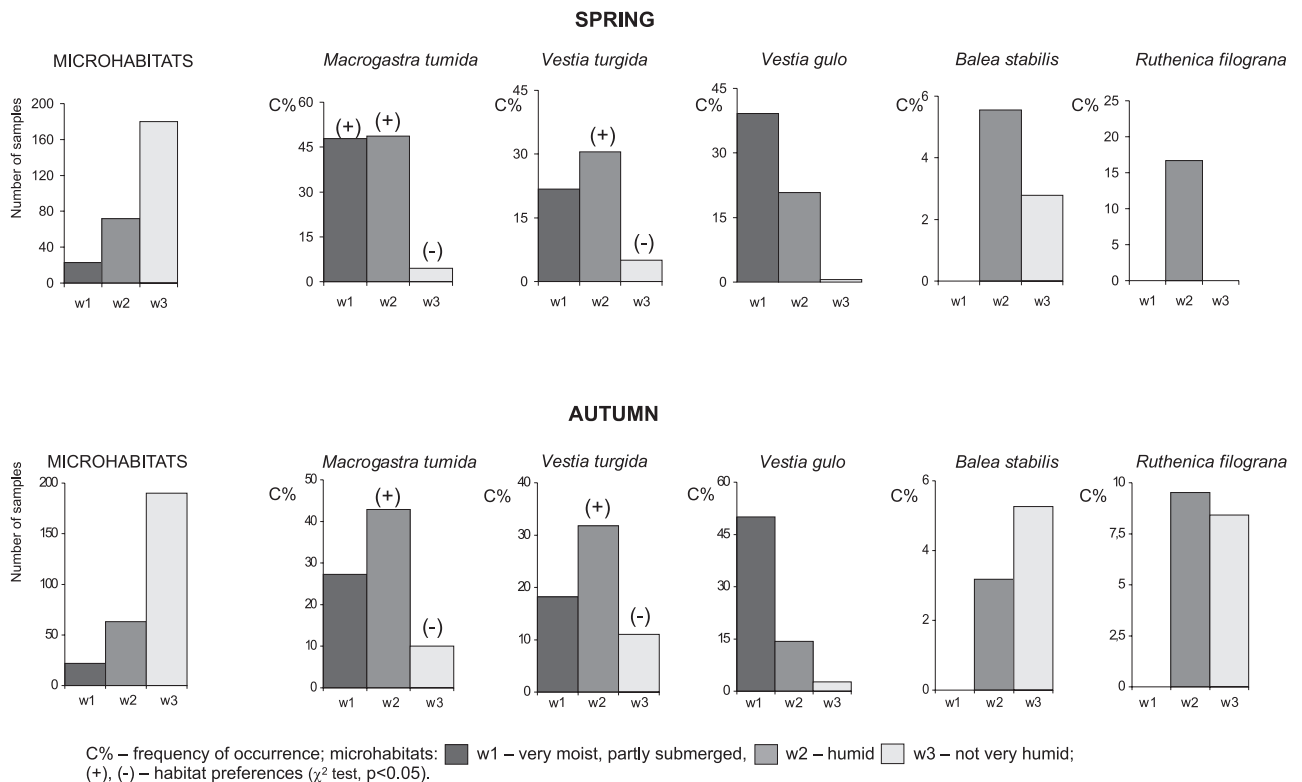 SPRING
MICROHABITATS
Macrogastra tumida
Vestia turgida
Vestia gulo
Balea stabilis
Ruthenica filograna
Number of samples
200
160
120
80
40
0
w1 w2 w3
C%
60
45
30
15
0
(+) (+) (-)
w1 w2 w3
C%
45
30
15
0
(+) (-)
w1 w2 w3
C%
45
30
15
0
w1 w2 w3
C%
6
4
2
0
w1 w2 w3
C%
25
20
15
10
5
0
w1 w2 w3
AUTUMN
MICROHABITATS
Macrogastra tumida
Vestia turgida
Vestia gulo
Balea stabilis
Ruthenica filograna
Number of samples
200
150
100
50
0
w1 w2 w3
C%
50
40
30
20
10
0
(+) (-)
w1 w2 w3
C%
40
30
20
10
0
(+) (-)
w1 w2 w3
C%
60
45
30
15
0
w1 w2 w3
C%
6
4
2
0
w1 w2 w3
C%
10
7,5
5
2,5
0
w1 w2 w3
C% – frequency of occurrence; microhabitats: w1 – very moist, partly submerged, w2 – humid w3 – not very humid;
(+), (-) – habitat preferences (χ² test, p<0.05).